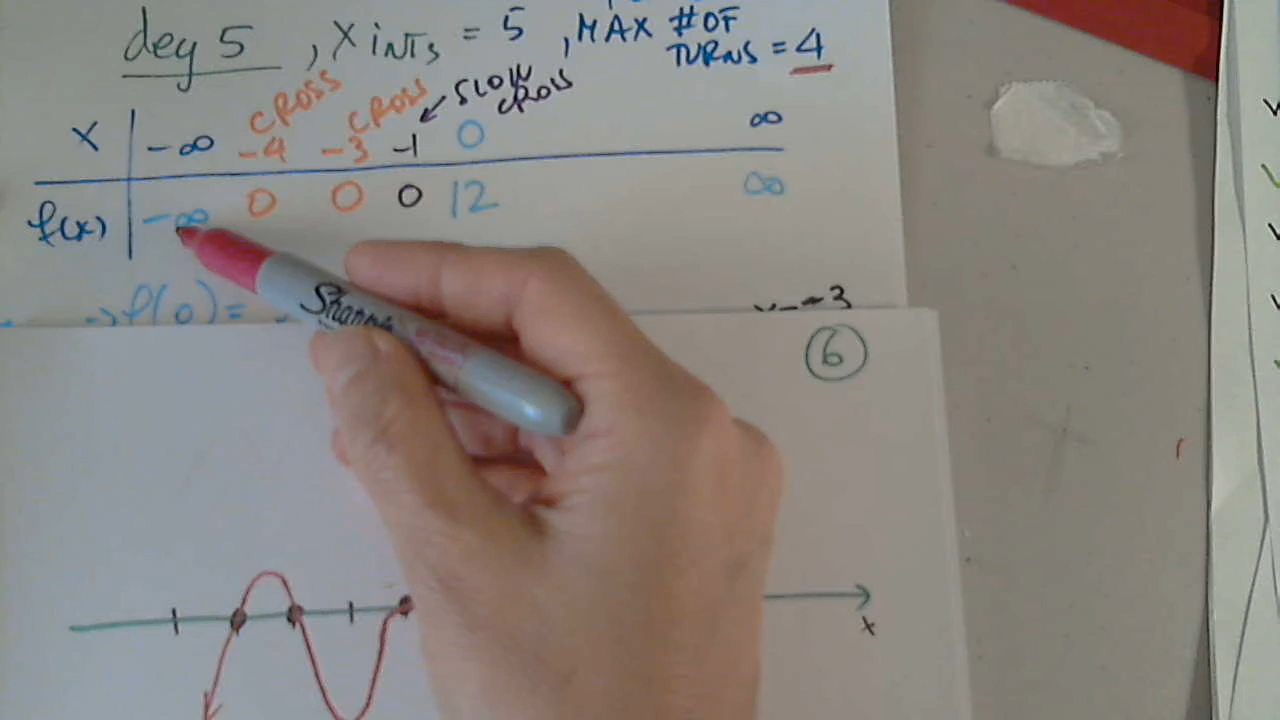 deg 5 , X iNTs = 5 , MAX # OF
TURNS = 4
CROSS CROSS SLOW
CROSS
X -∞ -4 -3 -1 0 ∞
f(x) -∞ 0 0 0 12 ∞
→ f(0) =
-3
Sharp
6
x